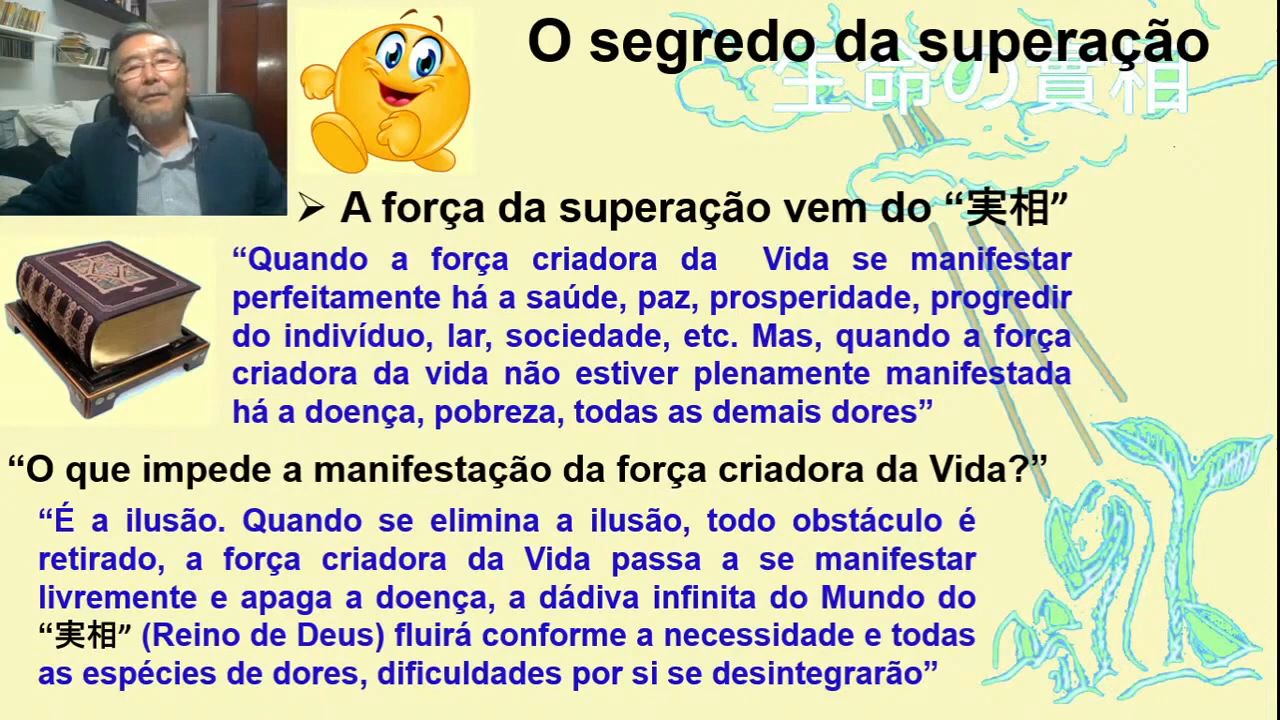 O segredo da superação
生命の實相
➢ A força da superação vem do “実相”
“Quando a força criadora da Vida se manifestar
perfeitamente há a saúde, paz, prosperidade, progredir
do indivíduo, lar, sociedade, etc. Mas, quando a força
criadora da vida não estiver plenamente manifestada
há a doença, pobreza, todas as demais dores”
“O que impede a manifestação da força criadora da Vida?”
“É a ilusão. Quando se elimina a ilusão, todo obstáculo é
retirado, a força criadora da Vida passa a se manifestar
livremente e apaga a doença, a dádiva infinita do Mundo do
“実相” (Reino de Deus) fluirá conforme a necessidade e todas
as espécies de dores, dificuldades por si se desintegrarão”